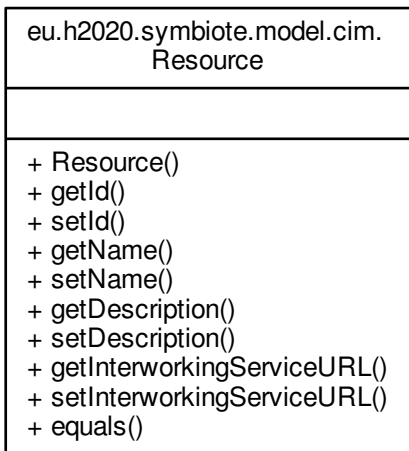 eu.h2020.symbiote.model.cim.
Resource
+ Resource()
+ getId()
+ setId()
+ getName()
+ setName()
+ getDescription()
+ setDescription()
+ getInterworkingServiceURL()
+ setInterworkingServiceURL()
+ equals()